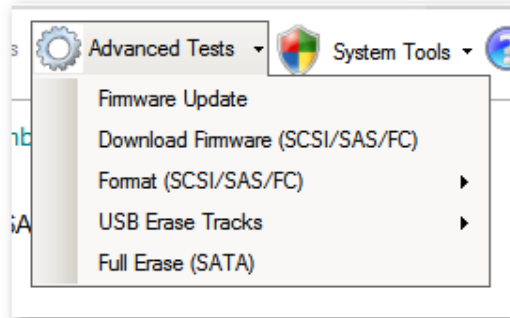 Advanced Tests System Tools
Firmware Update
Download Firmware (SCSI/SAS/FC)
Format (SCSI/SAS/FC)
USB Erase Tracks
Full Erase (SATA)